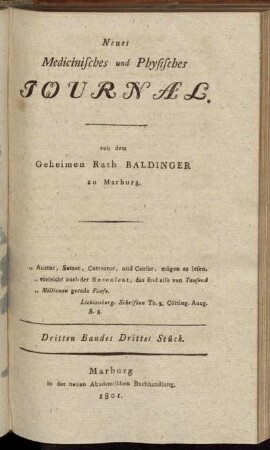 Neues
Medicinisches und Physisches
JOURNÆL.
von dem
Geheimen Rath BALDINGER
zu Marburg.
„ Auctor, Setzer, Corrector, und Censor, mögen es lesen,
„ vielleicht auch der Recensent, das sind also von Tausend
„ Millionen gerade Fünfe.
Lichtenberg. Schriften Th. 3. Götting. Ausg.
S. 8.
Dritten Bandes Drittes Stück.
Marburg
in der neuen Akademischen Buchhandlung,
1801.